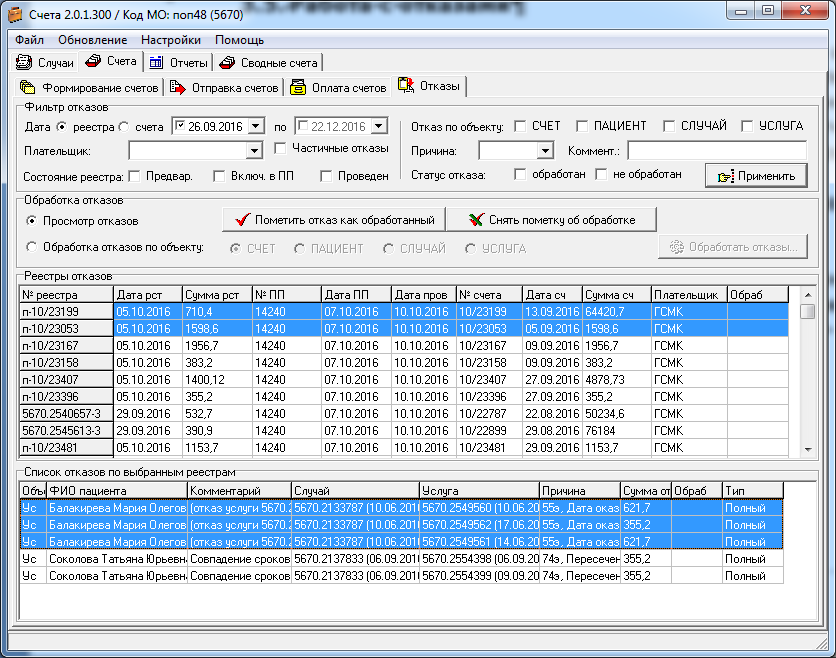 Счета 2.0.1.300 / Код МО: поп48 (5670)
Файл Обновление Настройки Помощь
Случаи Счета Отчеты Сводные счета
Формирование счетов Отправка счетов Оплата счетов Отказы
Фильтр отказов
Дата реестра счета 26.09.2016 по 22.12.2016 Отказ по объекту: СЧЕТ ПАЦИЕНТ СЛУЧАЙ УСЛУГА
Плательщик: Частичные отказы Причина: Коммент.:
Состояние реестра: Предвар. Включ. в ПП Проведен Статус отказа: обработан не обработан Применить
Обработка отказов
Просмотр отказов Пометить отказ как обработанный Снять пометку об обработке
Обработка отказов по объекту: СЧЕТ ПАЦИЕНТ СЛУЧАЙ УСЛУГА Обработать отказы...
Реестры отказов
№ реестра Дата рст Сумма рст № ПП Дата ПП Дата пров № счета Дата сч Сумма сч Плательщик Обраб
п-10/23199 05.10.2016 710,4 14240 07.10.2016 10.10.2016 10/23199 13.09.2016 64420,7 ГСМК
п-10/23053 05.10.2016 1598,6 14240 07.10.2016 10.10.2016 10/23053 05.09.2016 1598,6 ГСМК
п-10/23167 05.10.2016 1956,7 14240 07.10.2016 10.10.2016 10/23167 09.09.2016 1956,7 ГСМК
п-10/23158 05.10.2016 383,2 14240 07.10.2016 10.10.2016 10/23158 09.09.2016 383,2 ГСМК
п-10/23407 05.10.2016 1400,12 14240 07.10.2016 10.10.2016 10/23407 27.09.2016 4878,73 ГСМК
п-10/23396 05.10.2016 355,2 14240 07.10.2016 10.10.2016 10/23396 27.09.2016 355,2 ГСМК
5670.2540657-3 29.09.2016 532,7 14240 07.10.2016 10.10.2016 10/22787 22.08.2016 50234,6 ГСМК
5670.2545613-3 29.09.2016 390,9 14240 07.10.2016 10.10.2016 10/22899 29.08.2016 76184 ГСМК
п-10/23481 05.10.2016 1153,7 14240 07.10.2016 10.10.2016 10/23481 29.09.2016 1153,7 ГСМК
Список отказов по выбранным реестрам
Объ ФИО пациента Комментарий Случай Услуга Причина Сумма от Обраб Тип
Ус Балакирева Мария Олегов (отказ услуги 5670.2 5670.2133787 (10.06.201 5670.2549560 (10.06.20 55э, Дата оказ 621,7 Полный
Ус Балакирева Мария Олегов (отказ услуги 5670.2 5670.2133787 (10.06.201 5670.2549562 (17.06.20 55э, Дата оказ 355,2 Полный
Ус Балакирева Мария Олегов (отказ услуги 5670.2 5670.2133787 (10.06.201 5670.2549561 (14.06.20 55э, Дата оказ 621,7 Полный
Ус Соколова Татьяна Юрьевн Совпадение сроков 5670.2137833 (06.09.201 5670.2554398 (06.09.20 74э, Пересечен 355,2 Полный
Ус Соколова Татьяна Юрьевн Совпадение сроков 5670.2137833 (06.09.201 5670.2554399 (09.09.20 74э, Пересечен 355,2 Полный